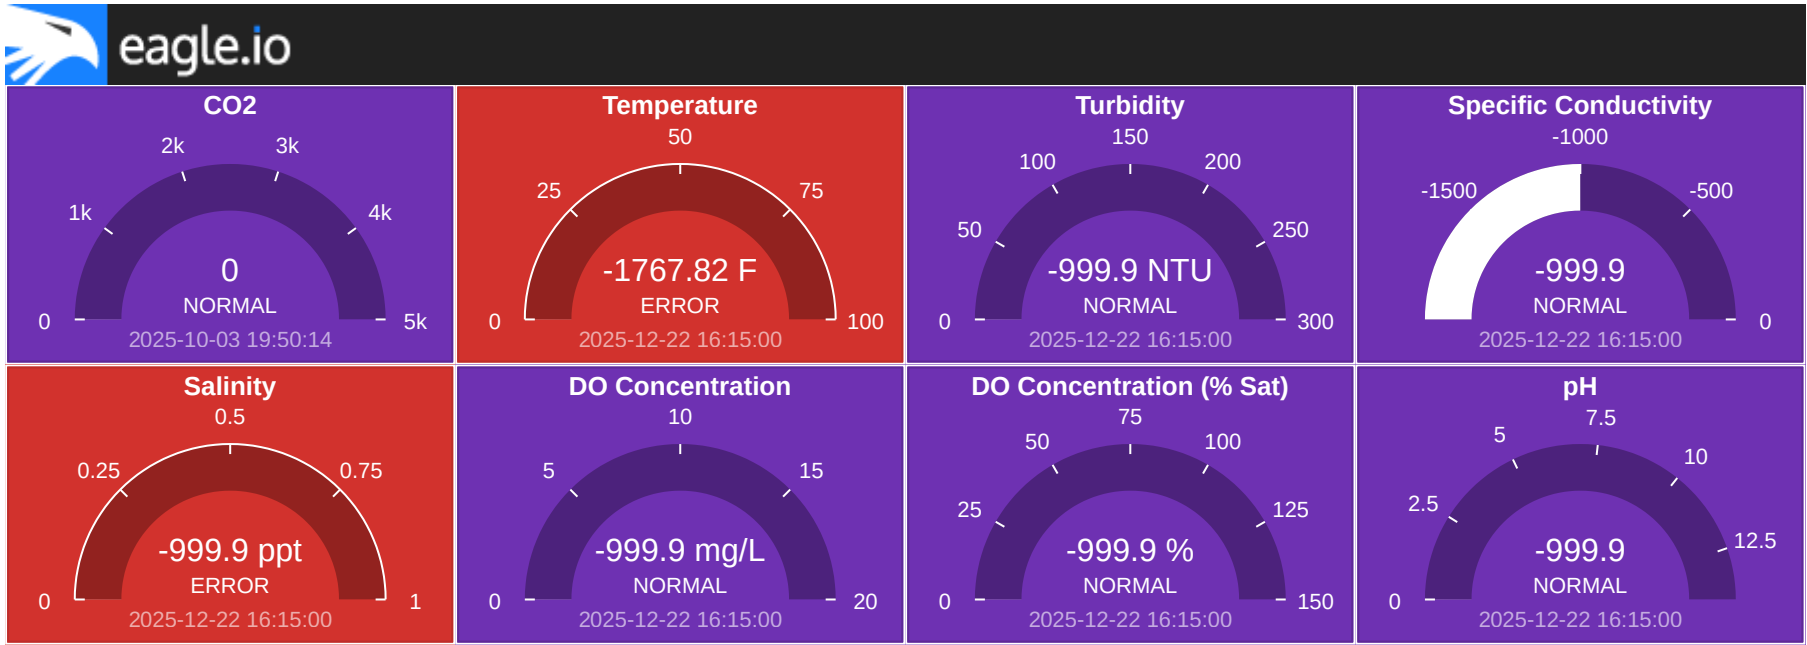 eagle.io
CO2
2k 3k
1k 4k
0
NORMAL
0 5k
2025-10-03 19:50:14
Temperature
50
25 75
-1767.82 F
ERROR
0 100
2025-12-22 16:15:00
Turbidity
150
100 200
50 250
-999.9 NTU
NORMAL
0 300
2025-12-22 16:15:00
Specific Conductivity
-1000
-1500 -500
-999.9
NORMAL
0
2025-12-22 16:15:00
Salinity
0.5
0.25 0.75
-999.9 ppt
ERROR
0 1
2025-12-22 16:15:00
DO Concentration
10
5 15
-999.9 mg/L
NORMAL
0 20
2025-12-22 16:15:00
DO Concentration (% Sat)
75
50 100
25 125
-999.9 %
NORMAL
0 150
2025-12-22 16:15:00
pH
7.5
5 10
2.5 12.5
-999.9
NORMAL
0
2025-12-22 16:15:00